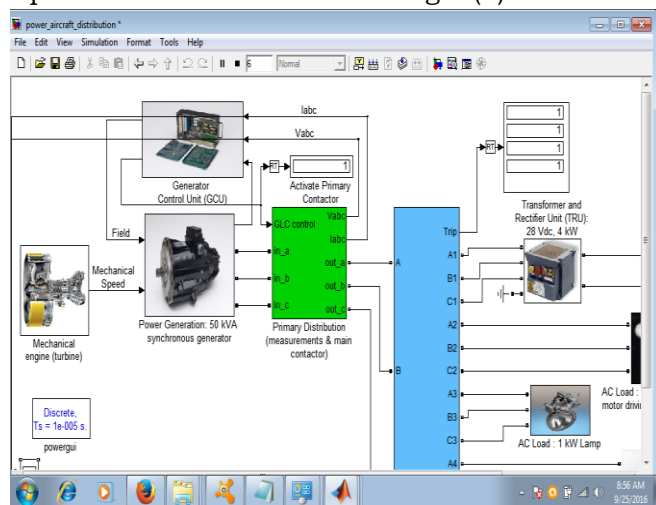 power_aircraft_distribution *
File Edit View Simulation Format Tools Help
6
Normal
Iabc
Vabc
RT
1
Generator
Control Unit (GCU)
Activate Primary
Contactor
1
1
1
1
RT
Transformer and
Rectifier Unit (TRU):
28 Vdc, 4 kW
Field
Mechanical
Speed
GLC control
Vabc
Iabc
in_a
out_a
in_b
out_b
in_c
out_c
Mechanical
engine (turbine)
Power Generation: 50 kVA
synchronous generator
Primary Distribution
(measurements & main
contactor)
A
B
Trip
A1
B1
C1
A2
B2
C2
A3
B3
C3
A4
AC Load :
motor drivi
AC Load : 1 kW Lamp
Discrete,
Ts = 1e-005 s.
powergui
8:56 AM
9/25/2016